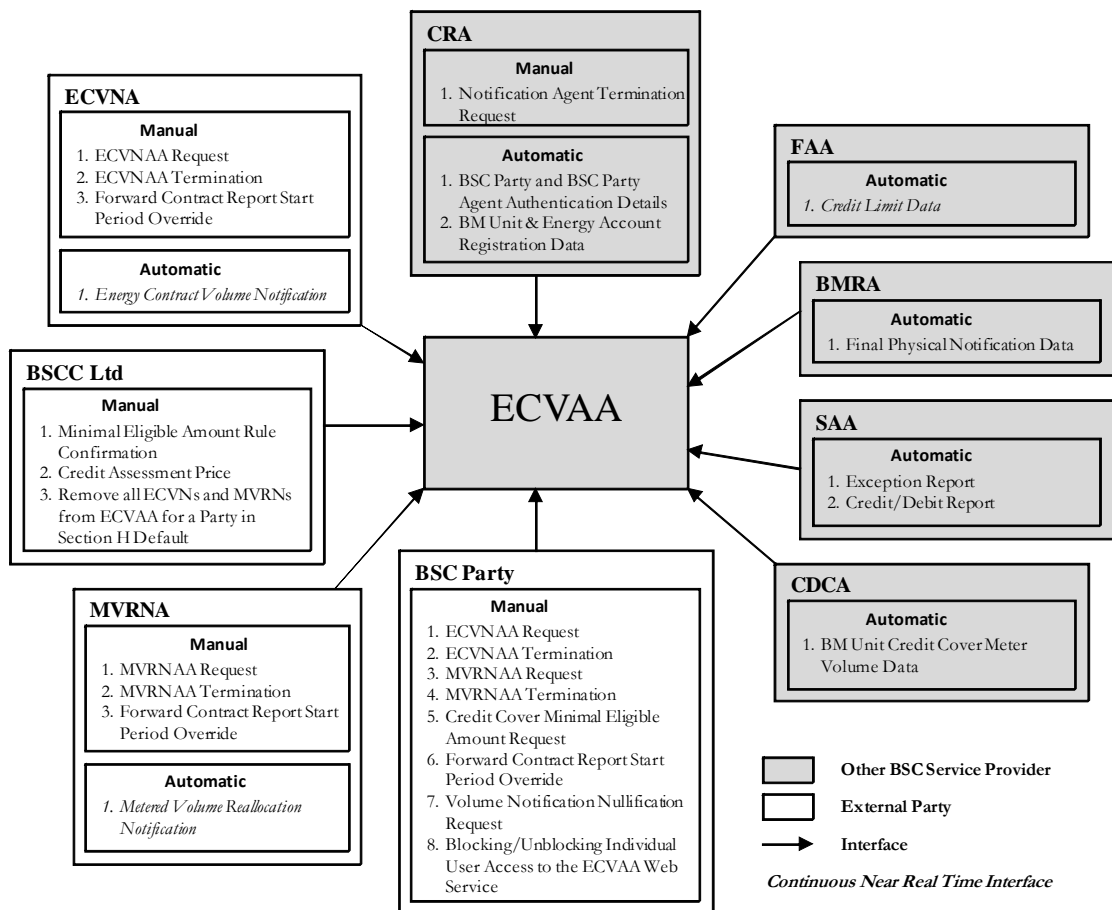 CRA
Manual
1. Notification Agent Termination
Request
Automatic
1. BSC Party and BSC Party
Agent Authentication Details
2. BM Unit & Energy Account
Registration Data
ECVNA
Manual
1. ECVNAA Request
2. ECVNAA Termination
3. Forward Contract Report Start
Period Override
Automatic
1. Energy Contract Volume Notification
FAA
Automatic
1. Credit Limit Data
BMRA
Automatic
1. Final Physical Notification Data
BSCC Ltd
Manual
1. Minimal Eligible Amount Rule
Confirmation
2. Credit Assessment Price
3. Remove all ECVNs and MVRNs
from ECVAA for a Party in
Section H Default
ECVAA
SAA
Automatic
1. Exception Report
2. Credit/Debit Report
MVRNA
Manual
1. MVRNAA Request
2. MVRNAA Termination
3. Forward Contract Report Start
Period Override
Automatic
1. Metered Volume Reallocation
Notification
BSC Party
Manual
1. ECVNAA Request
2. ECVNAA Termination
3. MVRNAA Request
4. MVRNAA Termination
5. Credit Cover Minimal Eligible
Amount Request
6. Forward Contract Report Start
Period Override
7. Volume Notification Nullification
Request
8. Blocking/Unblocking Individual
User Access to the ECVAA Web
Service
CDCA
Automatic
1. BM Unit Credit Cover Meter
Volume Data
Other BSC Service Provider
External Party
Interface
Continuous Near Real Time Interface